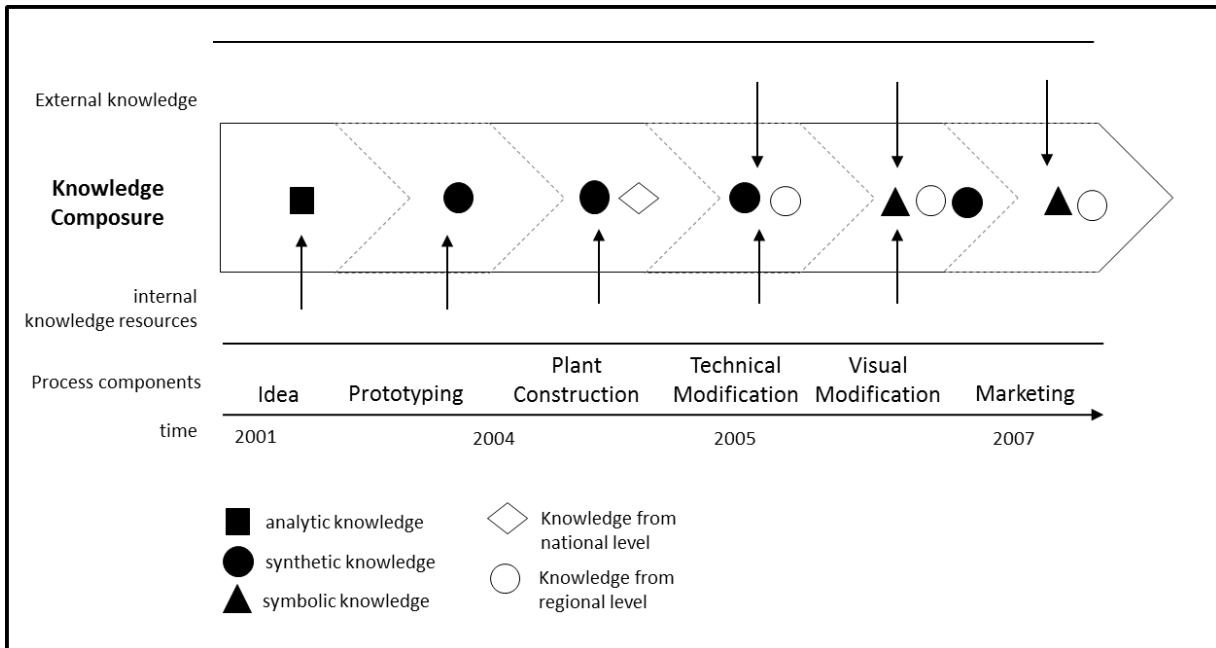 External knowledge
Knowledge
Composure
internal
knowledge resources
Process components
Idea
Prototyping
Plant
Construction
Technical
Modification
Visual
Modification
Marketing
time
2001
2004
2005
2007
analytic knowledge
synthetic knowledge
symbolic knowledge
Knowledge from
national level
Knowledge from
regional level